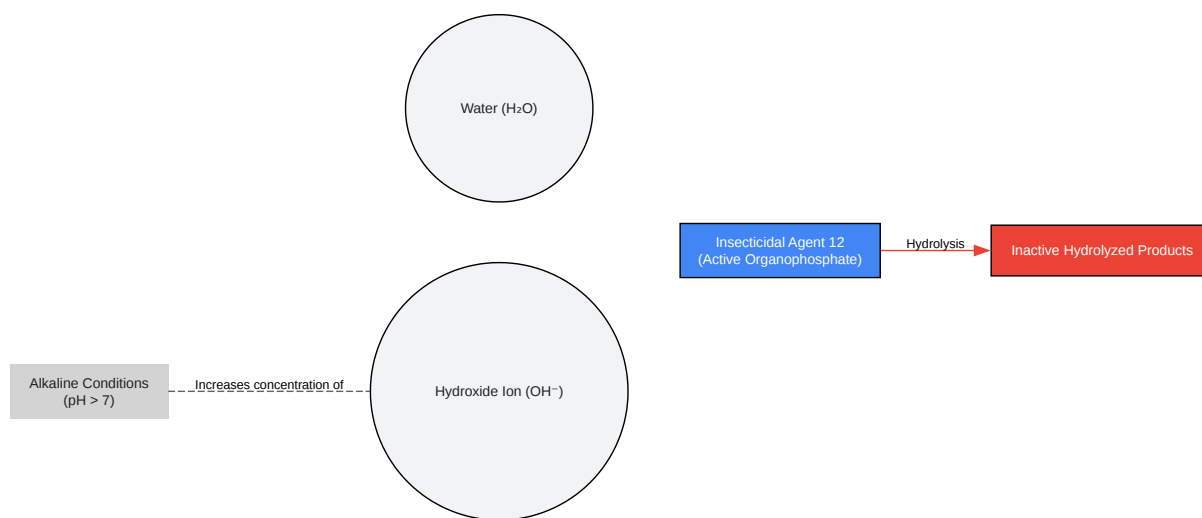 Water (H₂O)
Insecticidal Agent 12
(Active Organophosphate)
Hydrolysis
Inactive Hydrolyzed Products
Alkaline Conditions
(pH > 7)
Increases concentration of
Hydroxide Ion (OH⁻)